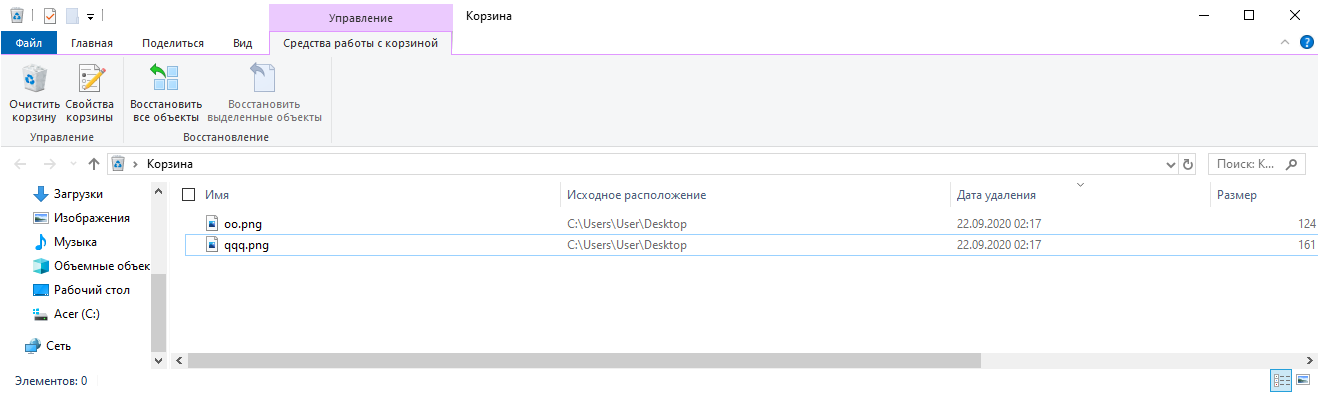 Управление
Корзина
Файл
Главная
Поделиться
Вид
Средства работы с корзиной
Очистить
корзину
Свойства
корзины
Управление
Восстановить
все объекты
Восстановить
выделенные объекты
Восстановление
Корзина
Поиск: К...
Загрузки
Изображения
Музыка
Объемные объек
Рабочий стол
Acer (C:)
Сеть
Имя
Исходное расположение
Дата удаления
Размер
oo.png
C:\Users\User\Desktop
22.09.2020 02:17
124
qqq.png
C:\Users\User\Desktop
22.09.2020 02:17
161
Элементов: 0